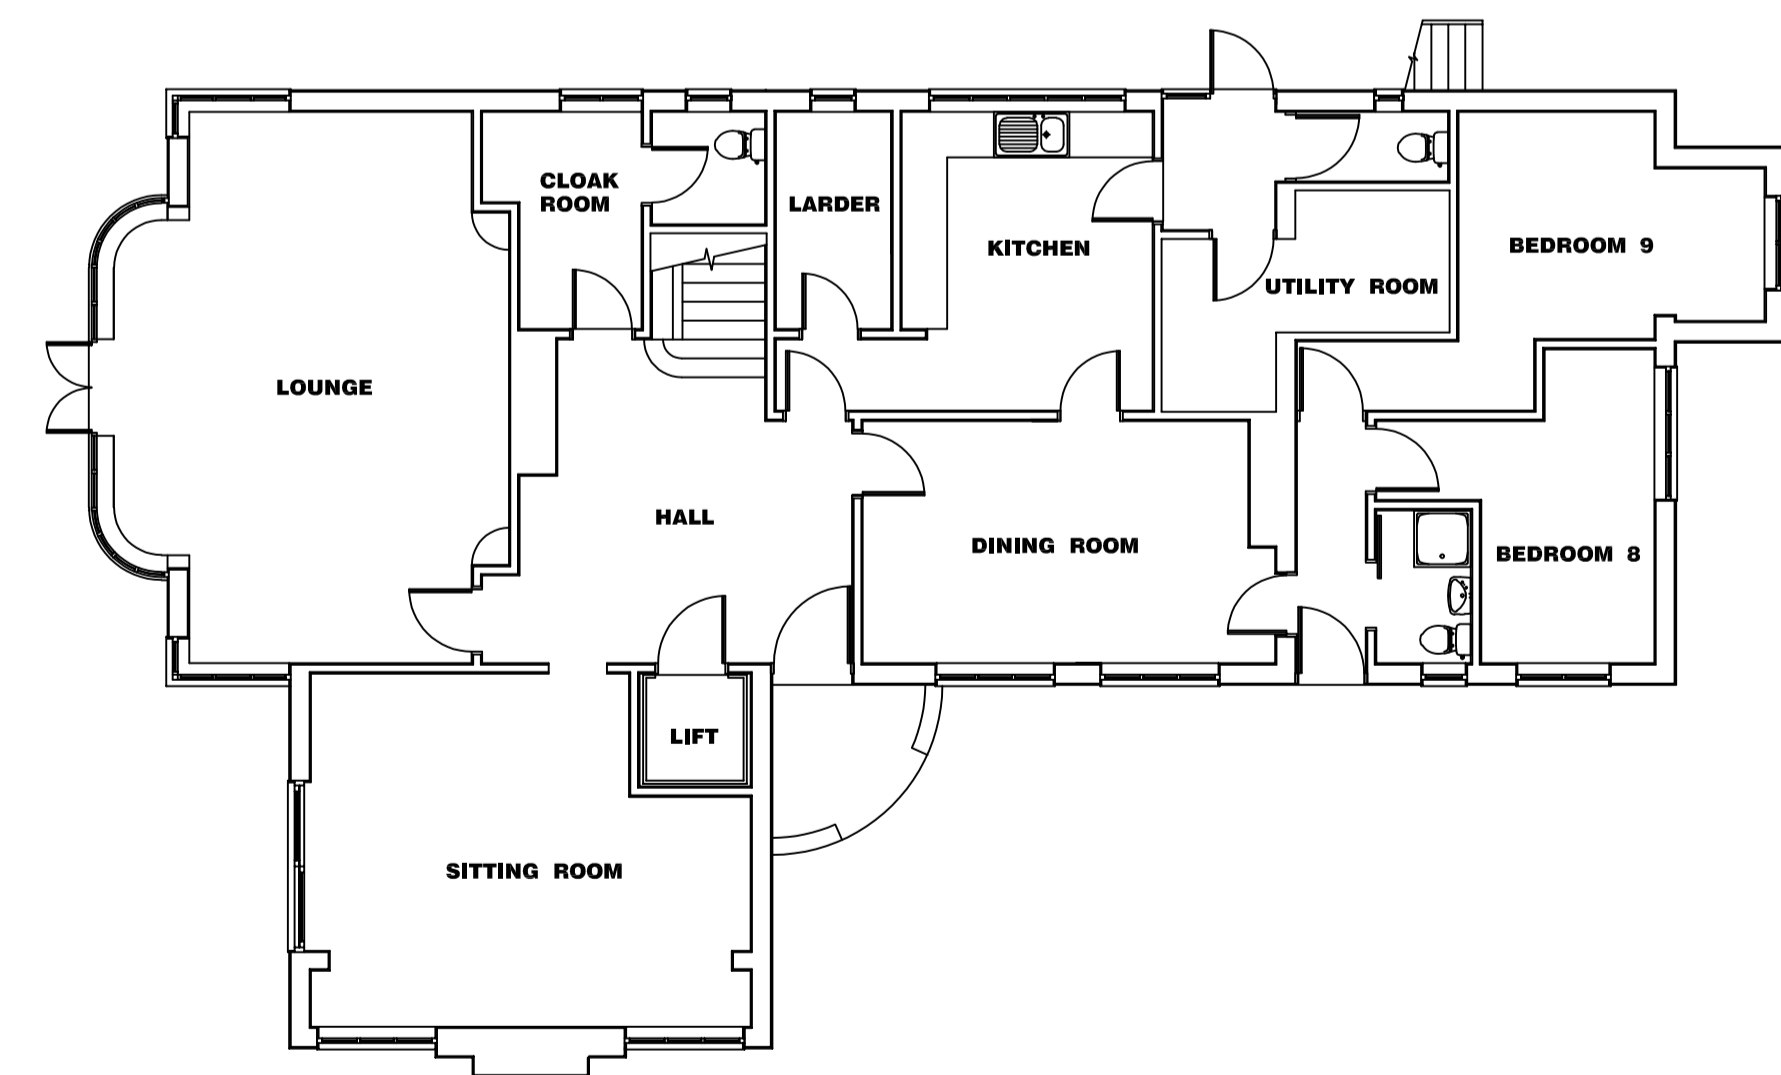 CLOAK
ROOM
LARDER
KITCHEN
BEDROOM 9
UTILITY ROOM
LOUNGE
HALL
DINING ROOM
BEDROOM 8
LIFT
SITTING ROOM